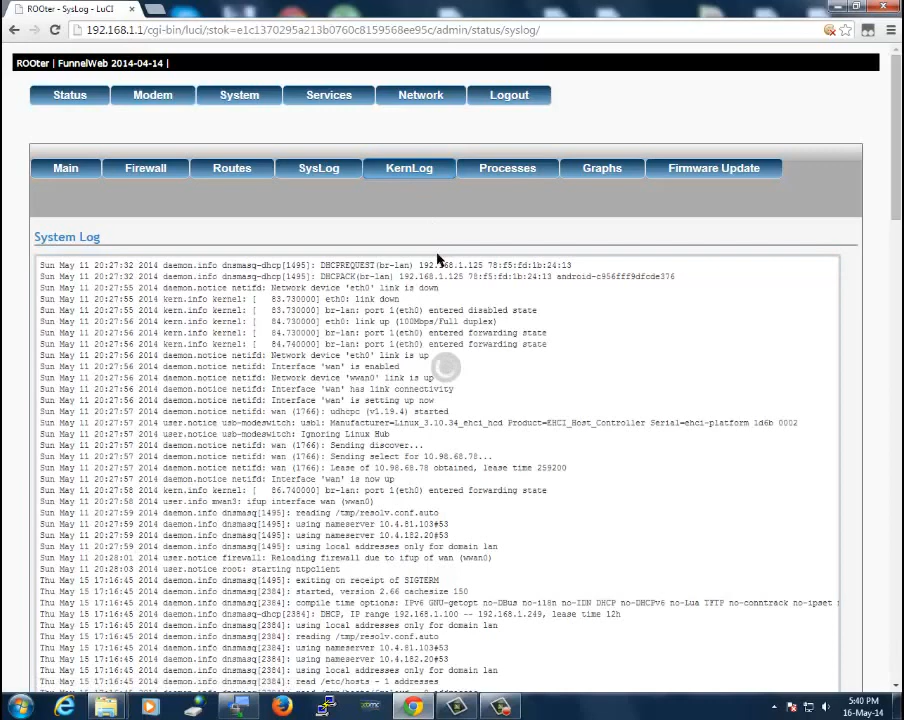 ROOter - SysLog - LuCI
192.168.1.1/cgi-bin/luci/;stok=e1c1370295a213b0760c8159568ee95c/admin/status/syslog/
ROOter | FunnelWeb 2014-04-14 |
Status Modem System Services Network Logout
Main Firewall Routes SysLog KernLog Processes Graphs Firmware Update
System Log
Sun May 11 20:27:32 2014 daemon.info dnsmasq-dhcp[1495]: DHCPREQUEST(br-lan) 192.168.1.125 78:f5:fd:1b:24:13
Sun May 11 20:27:32 2014 daemon.info dnsmasq-dhcp[1495]: DHCPACK(br-lan) 192.168.1.125 78:f5:fd:1b:24:13 android-c956fff9dfcde376
Sun May 11 20:27:55 2014 daemon.notice netifd: Network device 'eth0' link is down
Sun May 11 20:27:55 2014 kern.info kernel: [ 83.730000] eth0: link down
Sun May 11 20:27:55 2014 kern.info kernel: [ 83.730000] br-lan: port 1(eth0) entered disabled state
Sun May 11 20:27:56 2014 kern.info kernel: [ 84.730000] eth0: link up (100Mbps/Full duplex)
Sun May 11 20:27:56 2014 kern.info kernel: [ 84.730000] br-lan: port 1(eth0) entered forwarding state
Sun May 11 20:27:56 2014 kern.info kernel: [ 84.740000] br-lan: port 1(eth0) entered forwarding state
Sun May 11 20:27:56 2014 daemon.notice netifd: Network device 'eth0' link is up
Sun May 11 20:27:56 2014 daemon.notice netifd: Interface 'wan' is enabled
Sun May 11 20:27:56 2014 daemon.notice netifd: Network device 'wwan0' link is up
Sun May 11 20:27:56 2014 daemon.notice netifd: Interface 'wan' has link connectivity
Sun May 11 20:27:56 2014 daemon.notice netifd: Interface 'wan' is setting up now
Sun May 11 20:27:57 2014 daemon.notice netifd: wan (1766): udhcpc (v1.19.4) started
Sun May 11 20:27:57 2014 user.notice usb-modeswitch: usb1: Manufacturer=Linux_3.10.34_ehci_hcd Product=EHCI_Host_Controller Serial=ehci-platform 1d6b 0002
Sun May 11 20:27:57 2014 user.notice usb-modeswitch: Ignoring Linux Hub
Sun May 11 20:27:57 2014 daemon.notice netifd: wan (1766): Sending discover...
Sun May 11 20:27:57 2014 daemon.notice netifd: wan (1766): Sending select for 10.98.68.78...
Sun May 11 20:27:57 2014 daemon.notice netifd: wan (1766): Lease of 10.98.68.78 obtained, lease time 259200
Sun May 11 20:27:57 2014 daemon.notice netifd: Interface 'wan' is now up
Sun May 11 20:27:58 2014 kern.info kernel: [ 86.740000] br-lan: port 1(eth0) entered forwarding state
Sun May 11 20:27:58 2014 user.info mwan3: ifup interface wan (wwan0)
Sun May 11 20:27:59 2014 daemon.info dnsmasq[1495]: reading /tmp/resolv.conf.auto
Sun May 11 20:27:59 2014 daemon.info dnsmasq[1495]: using nameserver 10.4.81.103#53
Sun May 11 20:27:59 2014 daemon.info dnsmasq[1495]: using nameserver 10.4.182.20#53
Sun May 11 20:27:59 2014 daemon.info dnsmasq[1495]: using local addresses only for domain lan
Sun May 11 20:28:01 2014 user.notice firewall: Reloading firewall due to ifup of wan (wwan0)
Sun May 11 20:28:03 2014 user.notice root: starting ntpclient
Thu May 15 17:16:45 2014 daemon.info dnsmasq[1495]: exiting on receipt of SIGTERM
Thu May 15 17:16:45 2014 daemon.info dnsmasq[2384]: started, version 2.66 cachesize 150
Thu May 15 17:16:45 2014 daemon.info dnsmasq[2384]: compile time options: IPv6 GNU-getopt no-DBus no-i18n no-IDN DHCP no-DHCPv6 no-Lua TFTP no-conntrack no-ipset
Thu May 15 17:16:45 2014 daemon.info dnsmasq-dhcp[2384]: DHCP, IP range 192.168.1.100 -- 192.168.1.249, lease time 12h
Thu May 15 17:16:45 2014 daemon.info dnsmasq[2384]: using local addresses only for domain lan
Thu May 15 17:16:45 2014 daemon.info dnsmasq[2384]: reading /tmp/resolv.conf.auto
Thu May 15 17:16:45 2014 daemon.info dnsmasq[2384]: using nameserver 10.4.81.103#53
Thu May 15 17:16:45 2014 daemon.info dnsmasq[2384]: using nameserver 10.4.182.20#53
Thu May 15 17:16:45 2014 daemon.info dnsmasq[2384]: using local addresses only for domain lan
Thu May 15 17:16:45 2014 daemon.info dnsmasq[2384]: read /etc/hosts - 1 addresses
5:40 PM
16-May-14